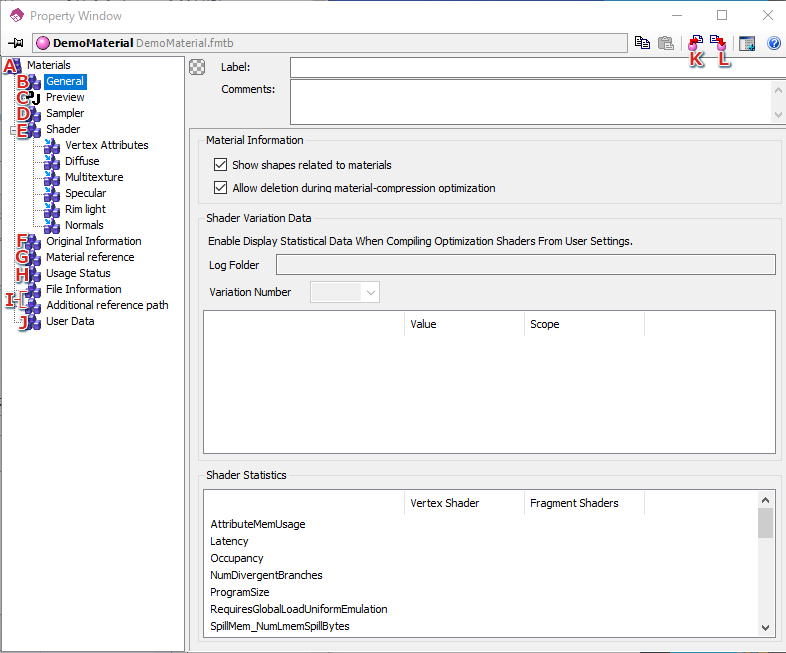 Property Window
DemoMaterial DemoMaterial.fmtb
K
L
A Materials
B General
C Preview
D Sampler
E Shader
Vertex Attributes
Diffuse
Multitexture
Specular
Rim light
Normals
F Original Information
G Material reference
H Usage Status
File Information
I
Additional reference path
J User Data
Label:
Comments:
Material Information
Show shapes related to materials
Allow deletion during material-compression optimization
Shader Variation Data
Enable Display Statistical Data When Compiling Optimization Shaders From User Settings.
Log Folder
Variation Number
Value Scope
Shader Statistics
Vertex Shader Fragment Shaders
AttributeMemUsage
Latency
Occupancy
NumDivergentBranches
ProgramSize
RequiresGlobalLoadUniformEmulation
SpillMem_NumLmemSpillBytes